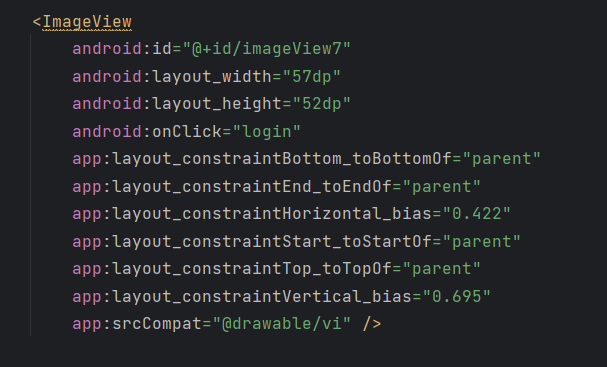 <ImageView
android:id="@+id/imageView7"
android:layout_width="57dp"
android:layout_height="52dp"
android:onClick="login"
app:layout_constraintBottom_toBottomOf="parent"
app:layout_constraintEnd_toEndOf="parent"
app:layout_constraintHorizontal_bias="0.422"
app:layout_constraintStart_toStartOf="parent"
app:layout_constraintTop_toTopOf="parent"
app:layout_constraintVertical_bias="0.695"
app:srcCompat="@drawable/vi" />